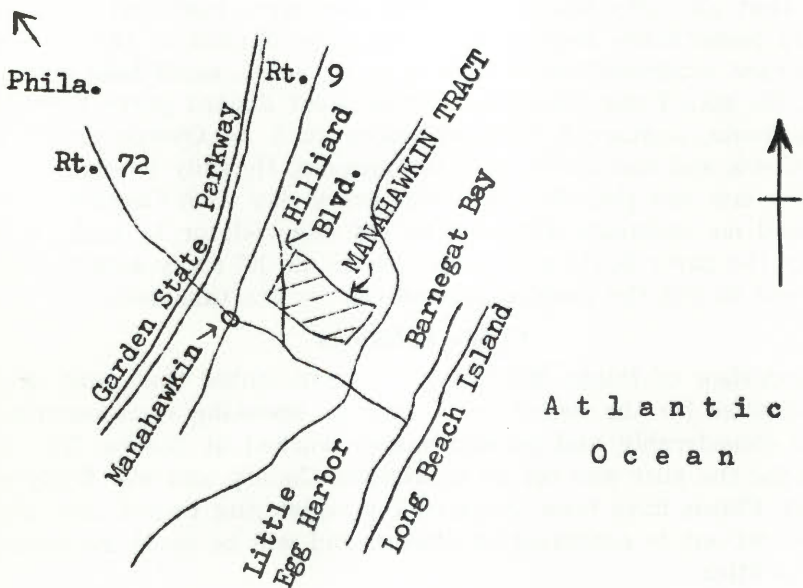 Phila.
Rt. 72
Garden State Parkway
Rt. 9
Hilliard
Blvd.
MANAHAWKIN TRACT
Barnegat Bay
Manahawkin
Little
Egg Harbor
Long Beach Island
Atlantic
Ocean